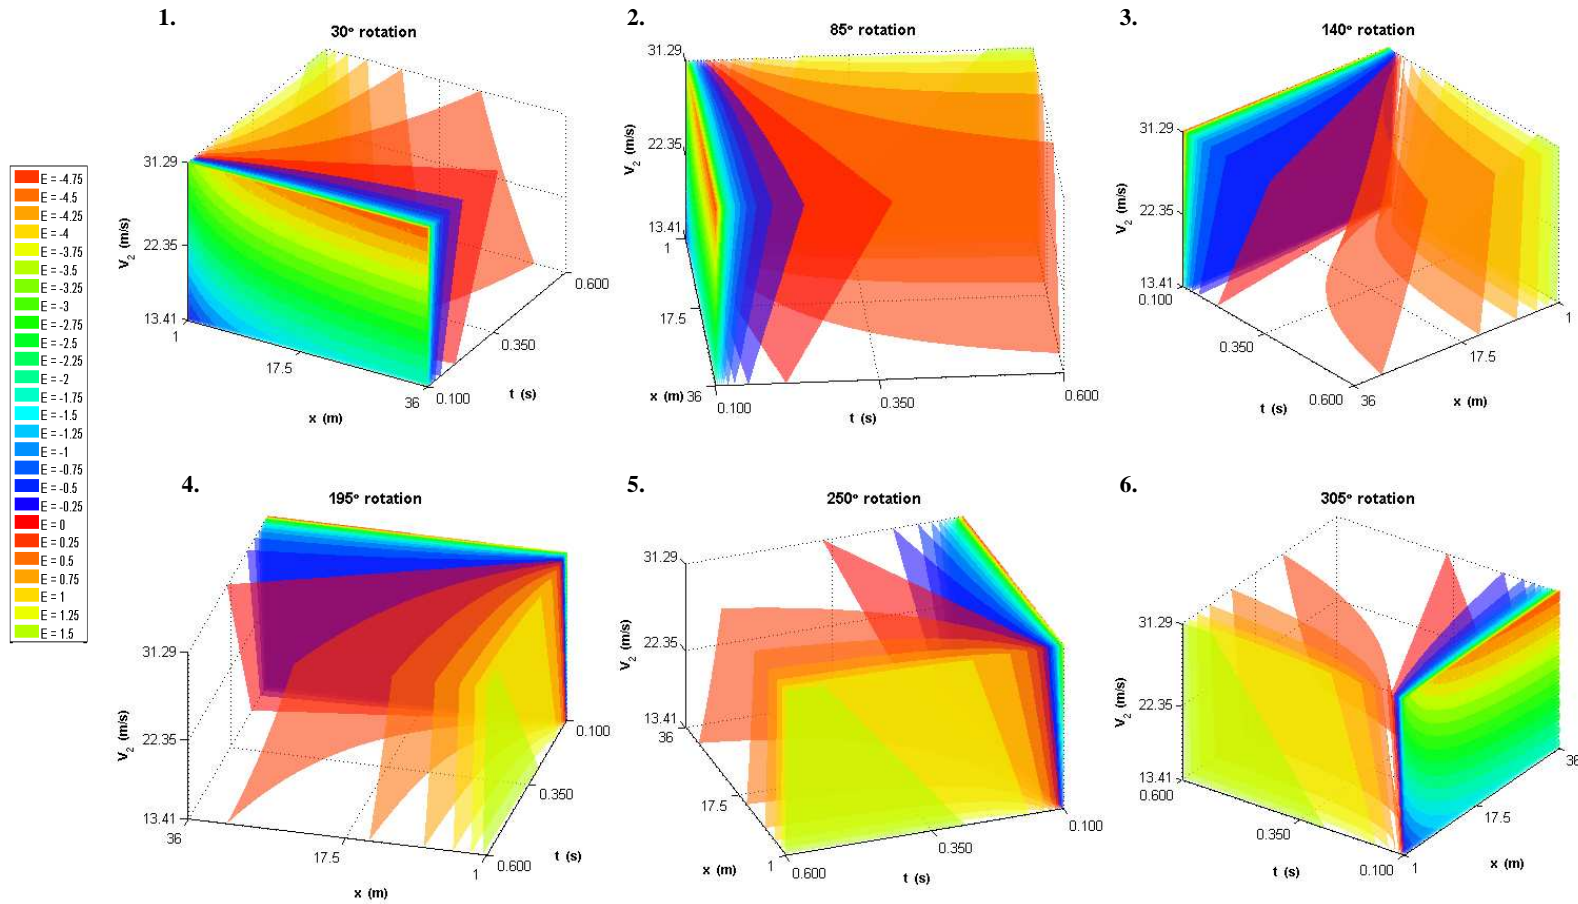 1.
30° rotation
31.29
22.35
13.41
V2 (m/s)
1
17.5
36
x (m)
0.100
0.350
0.600
t (s)
2.
85° rotation
31.29
22.35
13.41
V2 (m/s)
1
17.5
36
x (m)
0.100
0.350
0.600
t (s)
3.
140° rotation
31.29
22.35
13.41
V2 (m/s)
0.100
0.350
0.600
t (s)
36
17.5
1
x (m)
E = -4.75
E = -4.5
E = -4.25
E = -4
E = -3.75
E = -3.5
E = -3.25
E = -3
E = -2.75
E = -2.5
E = -2.25
E = -2
E = -1.75
E = -1.5
E = -1.25
E = -1
E = -0.75
E = -0.5
E = -0.25
E = 0
E = 0.25
E = 0.5
E = 0.75
E = 1
E = 1.25
E = 1.5
4.
195° rotation
31.29
22.35
13.41
V2 (m/s)
36
17.5
1
x (m)
0.100
0.350
0.600
t (s)
5.
250° rotation
31.29
22.35
13.41
V2 (m/s)
36
17.5
1
x (m)
0.600
0.350
0.100
t (s)
6.
305° rotation
31.29
22.35
13.41
V2 (m/s)
0.600
0.350
0.100
t (s)
1
17.5
36
x (m)